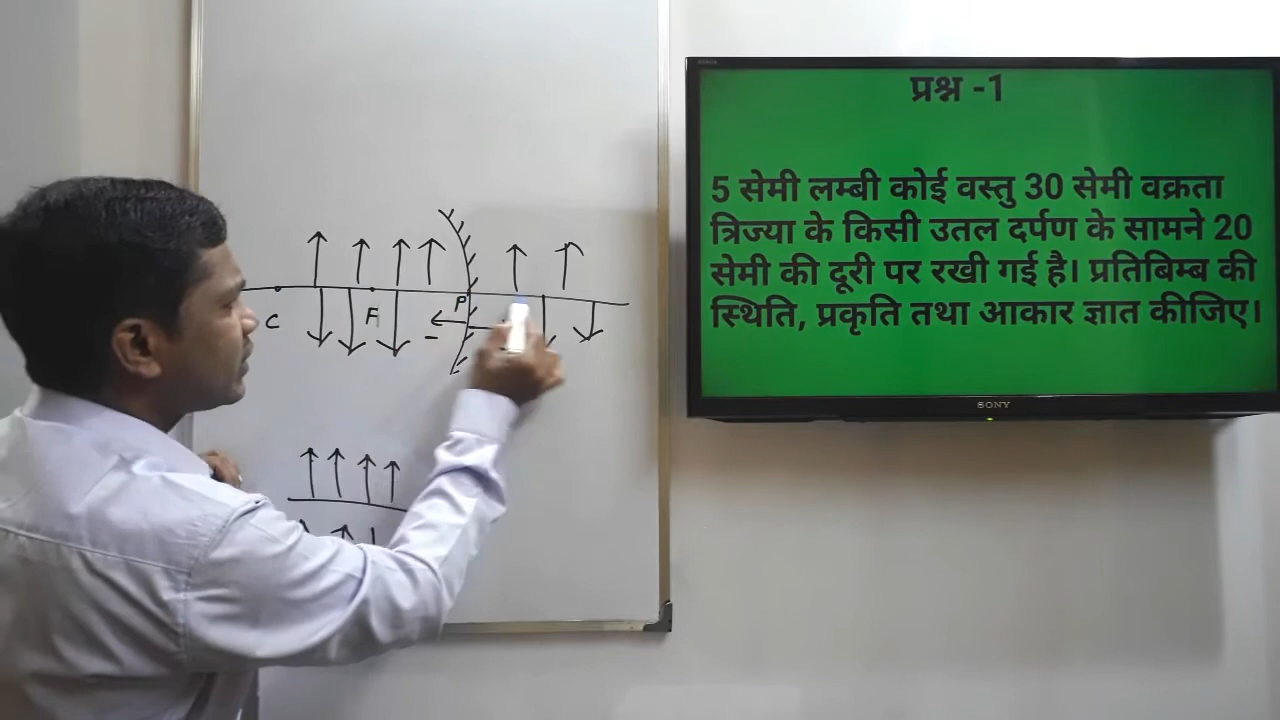 प्रश्न -1
5 सेमी लम्बी कोई वस्तु 30 सेमी वक्रता
त्रिज्या के किसी उतल दर्पण के सामने 20
सेमी की दूरी पर रखी गई है। प्रतिबिम्ब की
स्थिति, प्रकृति तथा आकार ज्ञात कीजिए।
SONY
C
F
P
-